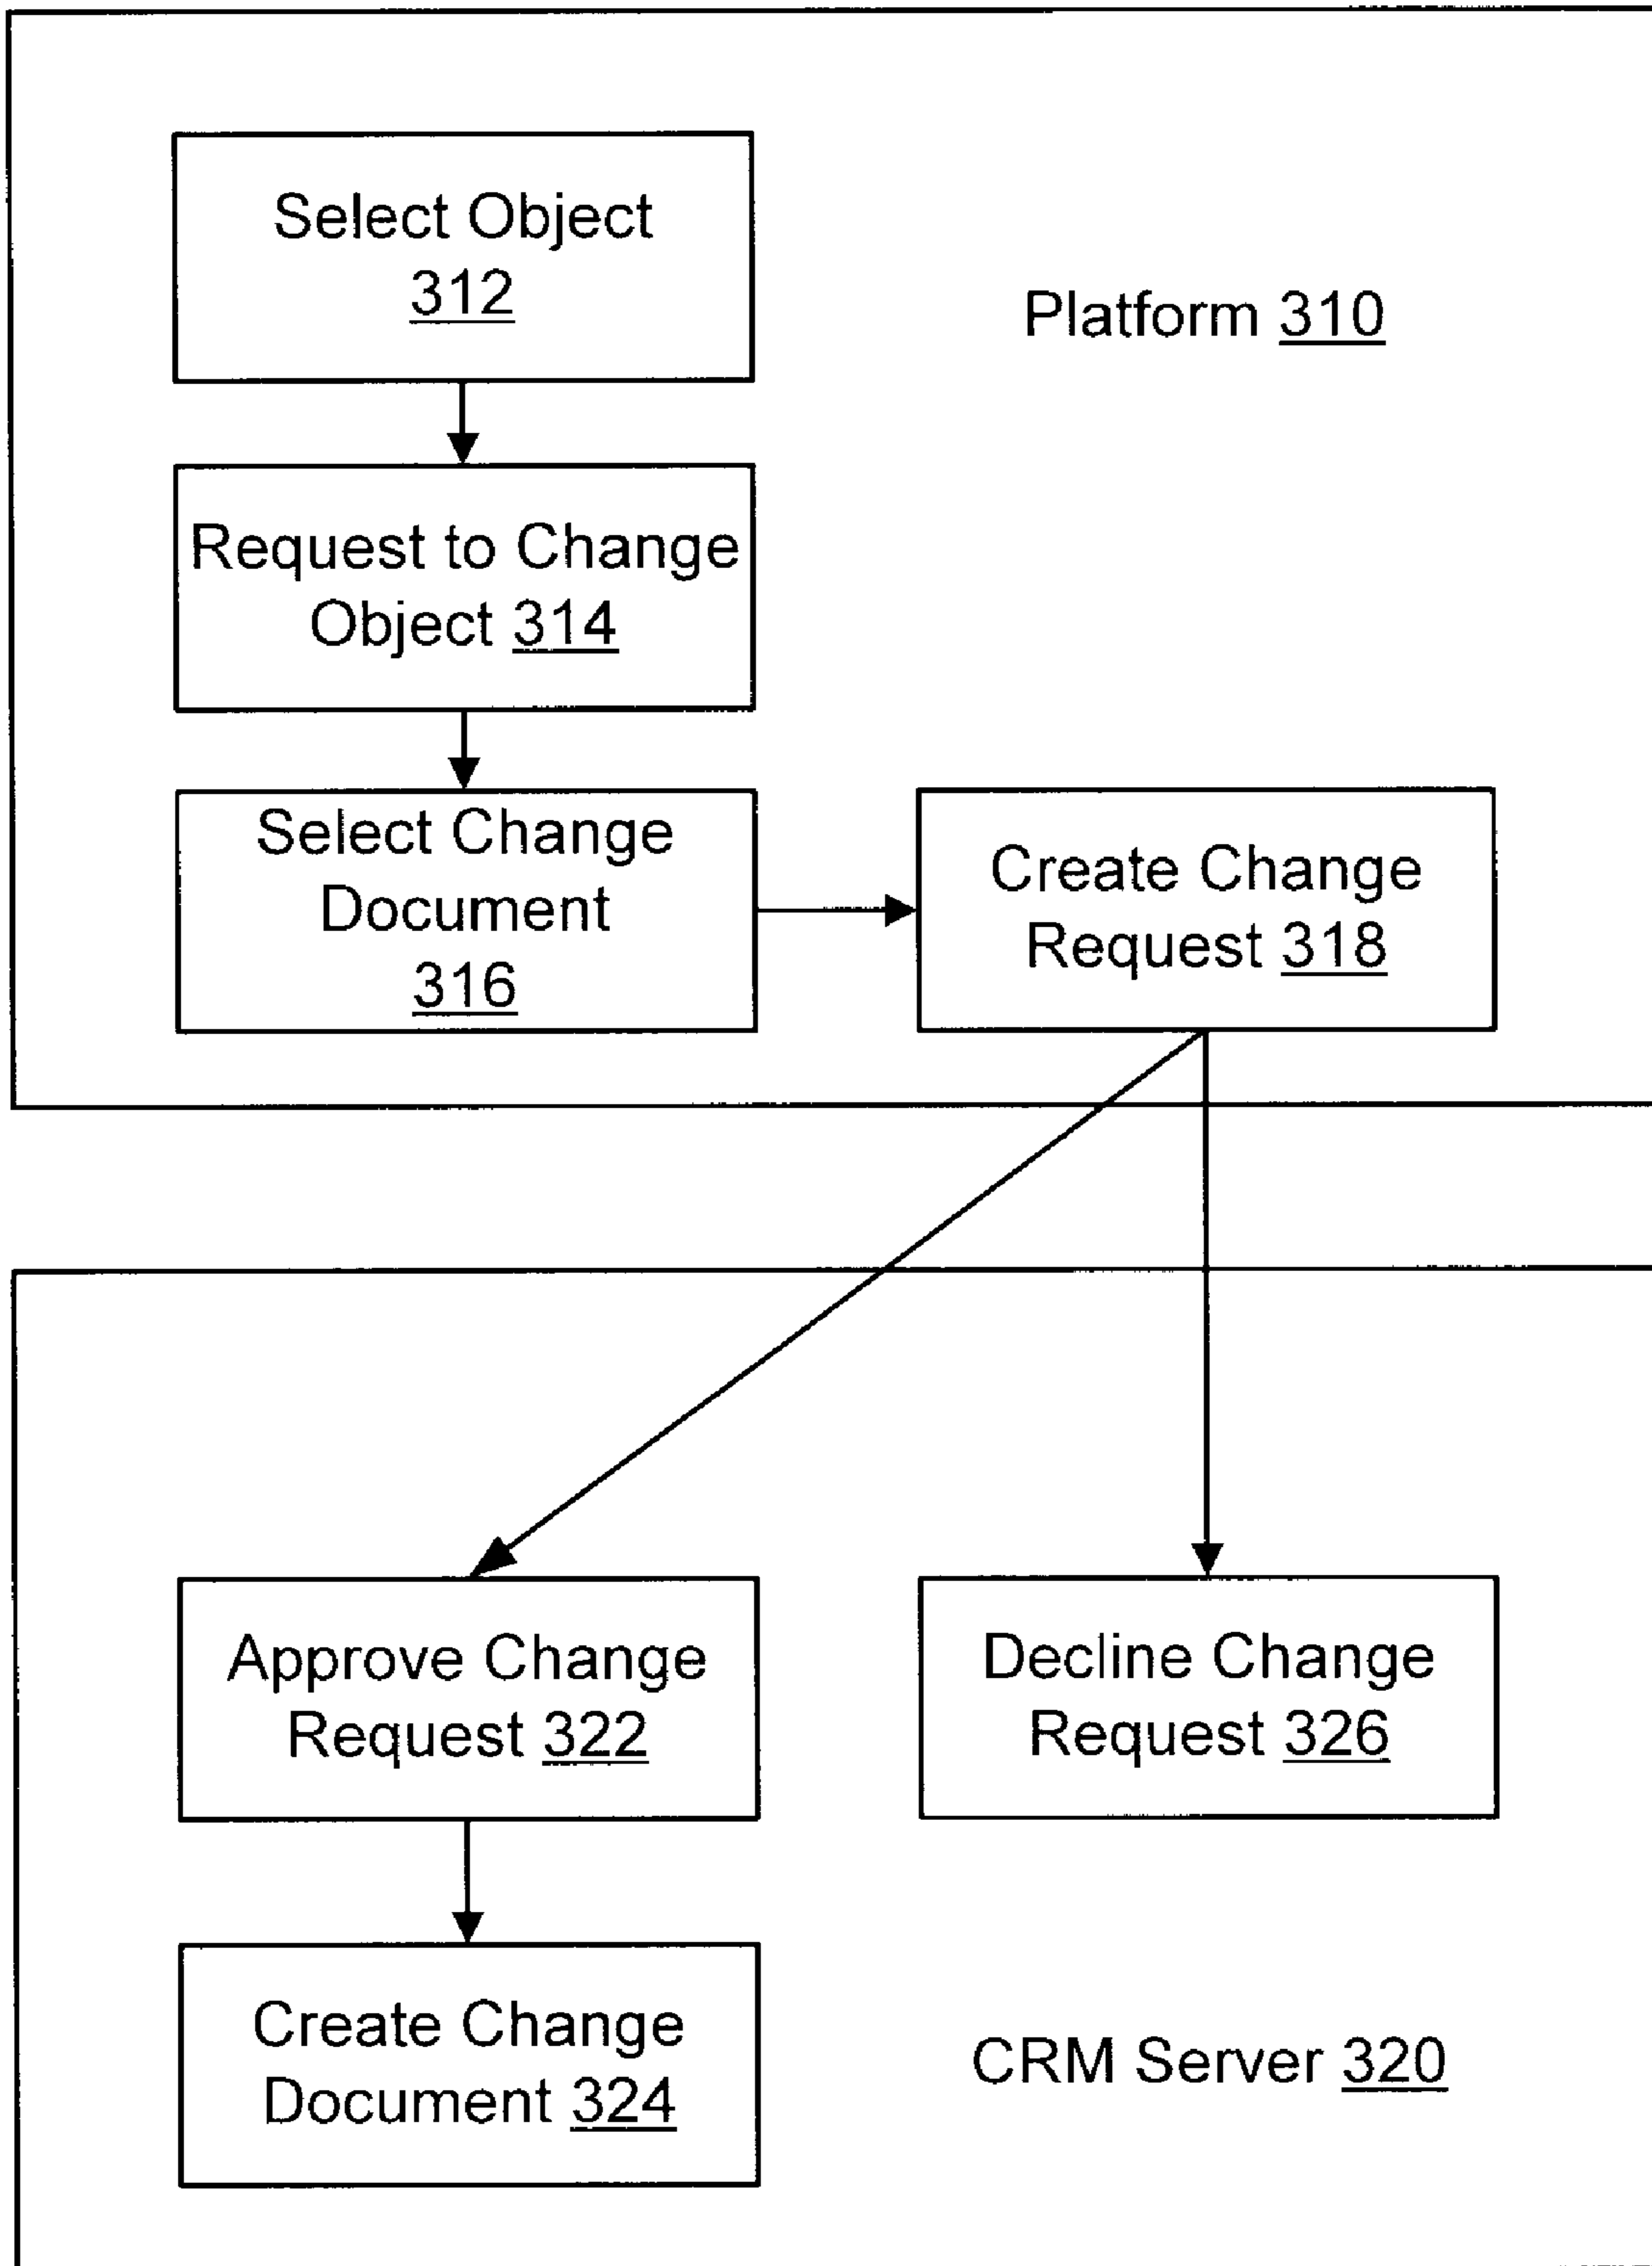 Select Object
312
Platform 310
Request to Change
Object 314
Select Change
Document
316
Create Change
Request 318
Approve Change
Request 322
Decline Change
Request 326
Create Change
Document 324
CRM Server 320